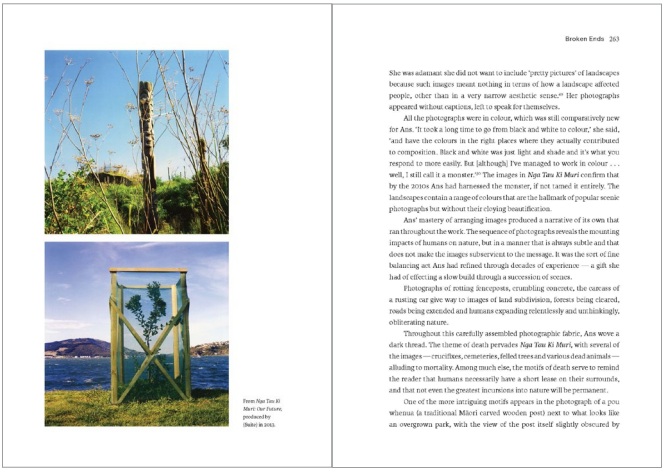 From Nga Tau Ki
Muri: Our Future,
produced by
{Suite} in 2013.
Broken Ends 263
She was adamant she did not want to include 'pretty pictures' of landscapes
because such images meant nothing in terms of how a landscape affected
people, other than in a very narrow aesthetic sense. Her photographs
appeared without captions, left to speak for themselves.
All the photographs were in colour, which was still comparatively new
for Ans. 'It took a long time to go from black and white to colour,' she said,
'and have the colours in the right places where they actually contributed
to composition. Black and white was just light and shade and it's what you
respond to more easily. But [although] I've managed to work in colour . . .
well, I still call it a monster.' The images in Nga Tau Ki Muri confirm that
by the 2010s Ans had harnessed the monster, if not tamed it entirely. The
landscapes contain a range of colours that are the hallmark of popular scenic
photographs but without their cloying beautification.
Ans' mastery of arranging images produced a narrative of its own that
ran throughout the work. The sequence of photographs reveals the mounting
impacts of humans on nature, but in a manner that is always subtle and that
does not make the images subservient to the message. It was the sort of fine
balancing act Ans had refined through decades of experience — a gift she
had of effecting a slow build through a succession of scenes.
Photographs of rotting fenceposts, crumbling concrete, the carcass of
a rusting car give way to images of land subdivision, forests being cleared,
roads being extended and humans expanding relentlessly and unthinkingly,
obliterating nature.
Throughout this carefully assembled photographic fabric, Ans wove a
dark thread. The theme of death pervades Nga Tau Ki Muri, with several of
the images — crucifixes, cemeteries, felled trees and various dead animals —
alluding to mortality. Among much else, the motifs of death serve to remind
the reader that humans necessarily have a short lease on their surrounds,
and that not even the greatest incursions into nature will be permanent.
One of the more intriguing motifs appears in the photograph of a pou
whenua (a traditional Māori carved wooden post) next to what looks like
an overgrown park, with the view of the post itself slightly obscured by